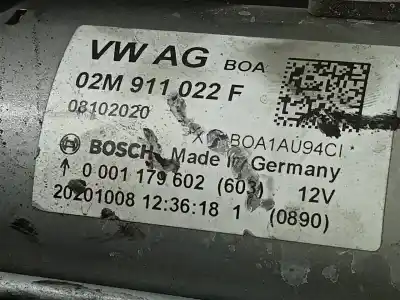 VW AG BOA
02M 911 022 F
08102020
BOA1AU94CI *
BOSCH Made in Germany
↑ 0 001 179 602 (603) 12V
20201008 12:36:18 1 (0890)